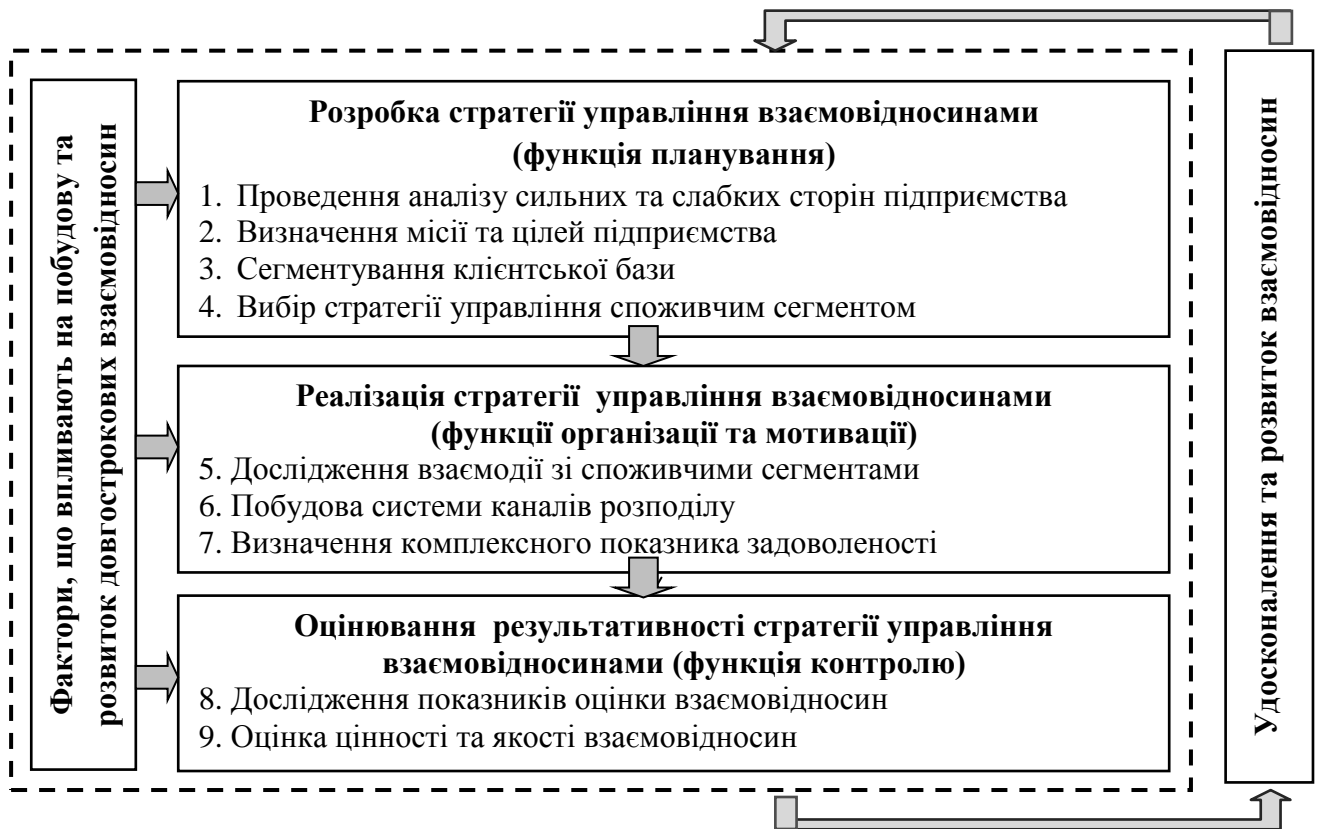 Фактори, що впливають на побудову та
розвиток довгострокових взаємовідносин
Розробка стратегії управління взаємовідносинами
(функція планування)
1. Проведення аналізу сильних та слабких сторін підприємства
2. Визначення місії та цілей підприємства
3. Сегментування клієнтської бази
4. Вибір стратегії управління споживчим сегментом
Реалізація стратегії управління взаємовідносинами
(функції організації та мотивації)
5. Дослідження взаємодії зі споживчими сегментами
6. Побудова системи каналів розподілу
7. Визначення комплексного показника задоволеності
Оцінювання результативності стратегії управління
взаємовідносинами (функція контролю)
8. Дослідження показників оцінки взаємовідносин
9. Оцінка цінності та якості взаємовідносин
Удосконалення та розвиток взаємовідносин